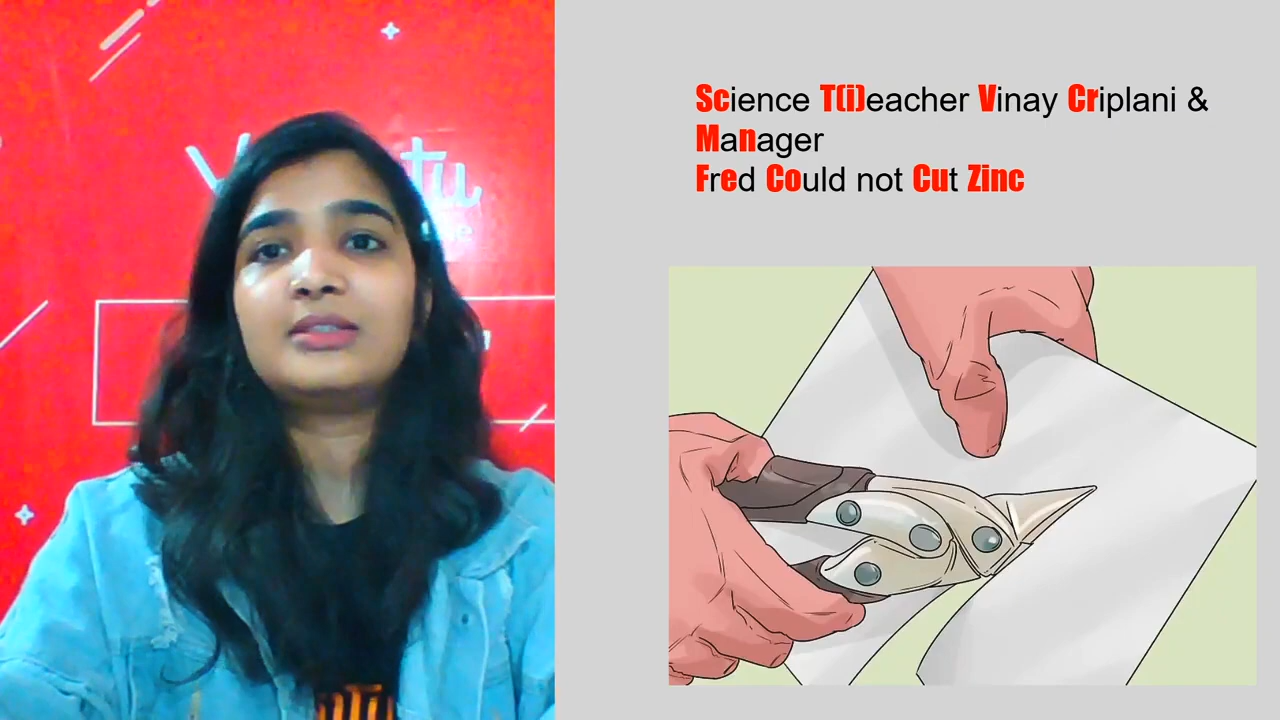 Science T(i)eacher Vinay Criplani &
Manager
Fred Could not Cut Zinc